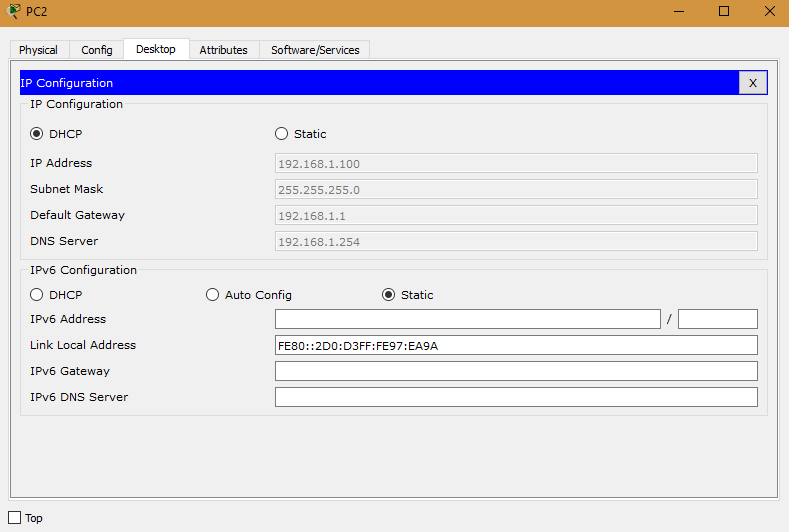 PC2
Physical Config Desktop Attributes Software/Services
IP Configuration X
IP Configuration
DHCP Static
IP Address 192.168.1.100
Subnet Mask 255.255.255.0
Default Gateway 192.168.1.1
DNS Server 192.168.1.254
IPv6 Configuration
DHCP Auto Config Static
IPv6 Address /
Link Local Address FE80::2D0:D3FF:FE97:EA9A
IPv6 Gateway
IPv6 DNS Server
Top